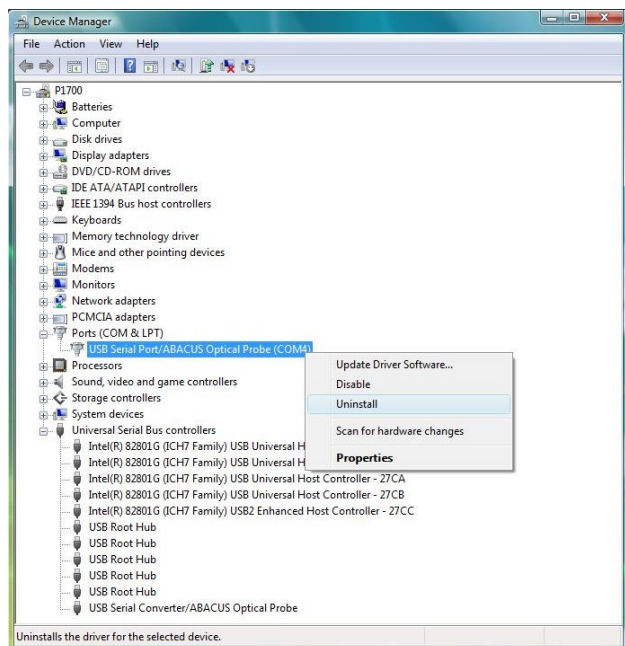 Device Manager
File Action View Help
P1700
Batteries
Computer
Disk drives
Display adapters
DVD/CD-ROM drives
IDE ATA/ATAPI controllers
IEEE 1394 Bus host controllers
Keyboards
Memory technology driver
Mice and other pointing devices
Modems
Monitors
Network adapters
PCMCIA adapters
Ports (COM & LPT)
USB Serial Port/ABACUS Optical Probe (COM4)
Update Driver Software...
Disable
Uninstall
Scan for hardware changes
Properties
Processors
Sound, video and game controllers
Storage controllers
System devices
Universal Serial Bus controllers
Intel(R) 82801G (ICH7 Family) USB Universal H
Intel(R) 82801G (ICH7 Family) USB Universal H
Intel(R) 82801G (ICH7 Family) USB Universal Host Controller - 27CA
Intel(R) 82801G (ICH7 Family) USB Universal Host Controller - 27CB
Intel(R) 82801G (ICH7 Family) USB2 Enhanced Host Controller - 27CC
USB Root Hub
USB Root Hub
USB Root Hub
USB Root Hub
USB Root Hub
USB Serial Converter/ABACUS Optical Probe
Uninstalls the driver for the selected device.